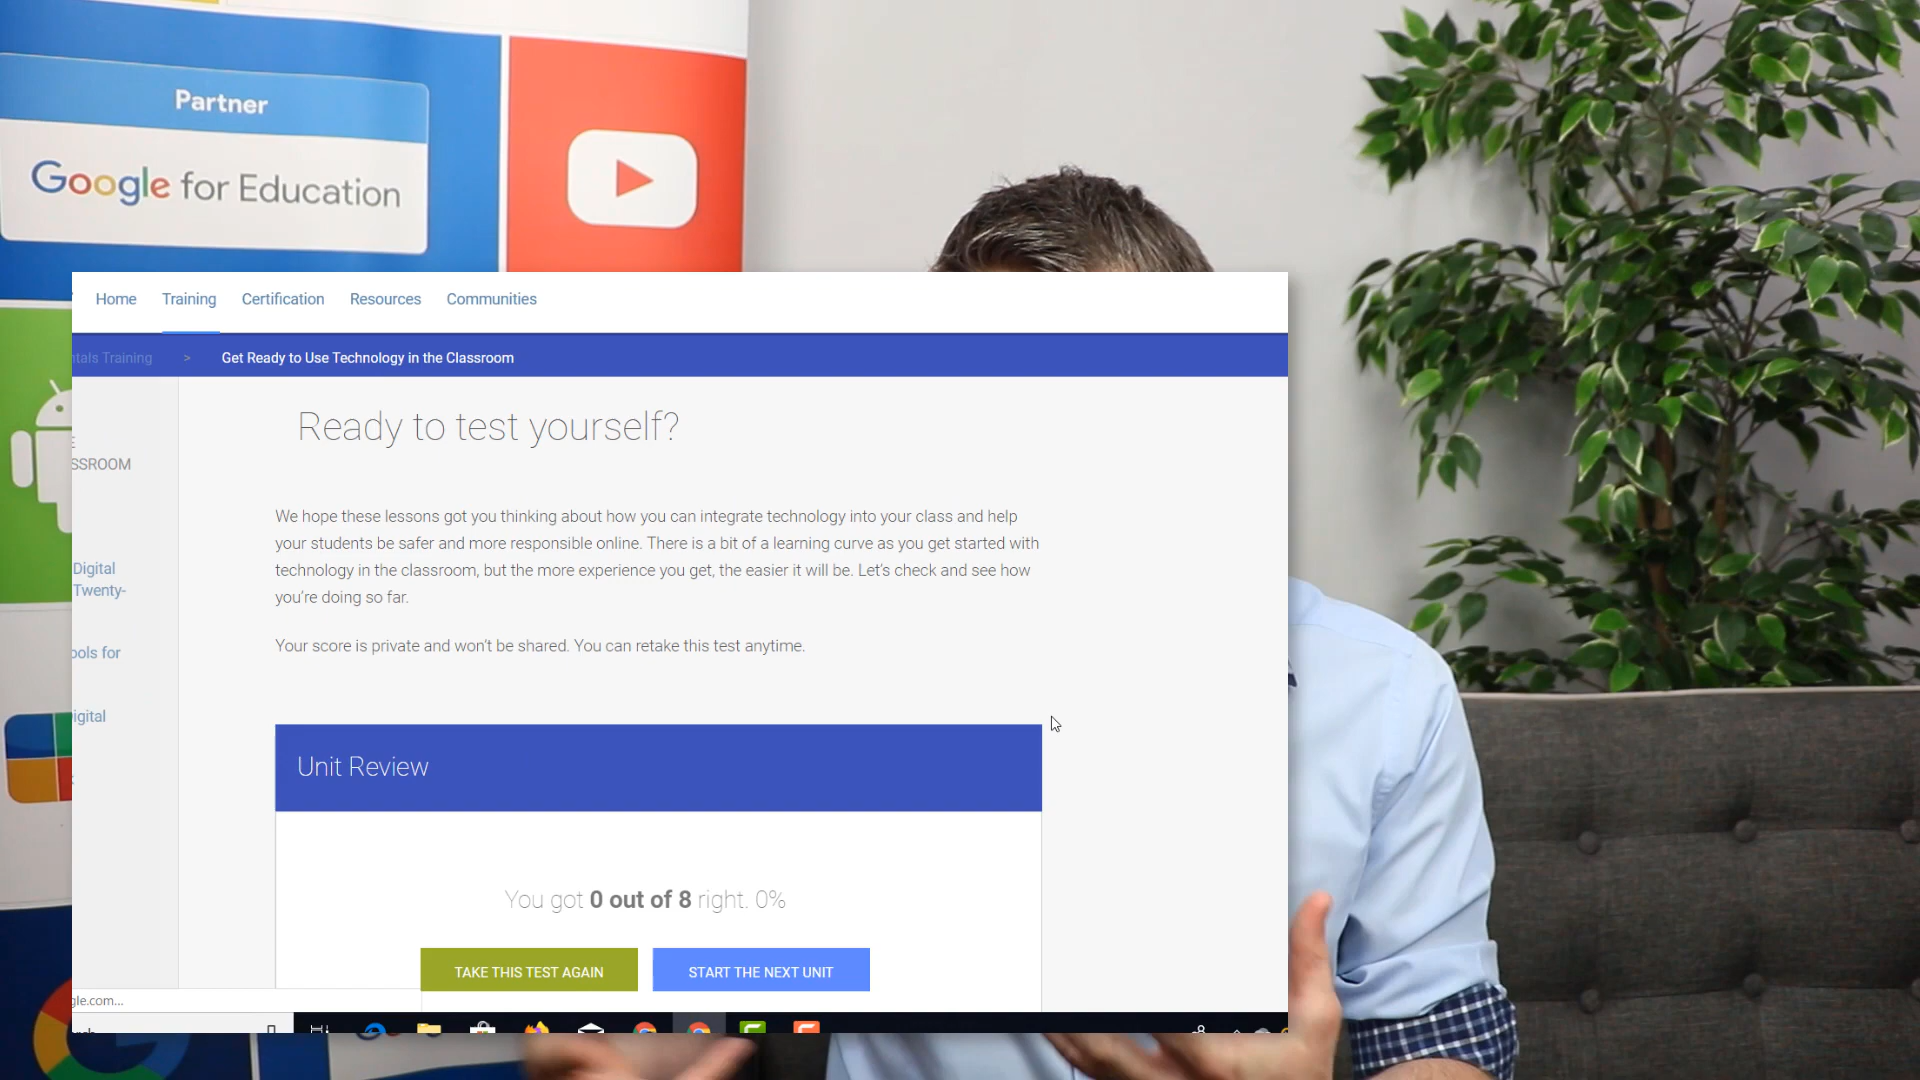 Partner
Google for Education
Home Training Certification Resources Communities
Training > Get Ready to Use Technology in the Classroom
Ready to test yourself?
SSROOM
We hope these lessons got you thinking about how you can integrate technology into your class and help
your students be safer and more responsible online. There is a bit of a learning curve as you get started with
technology in the classroom, but the more experience you get, the easier it will be. Let's check and see how
you're doing so far.
Digital
Twenty-
ools for
Your score is private and won't be shared. You can retake this test anytime.
igital
Unit Review
You got 0 out of 8 right. 0%
TAKE THIS TEST AGAIN START THE NEXT UNIT
gle.com...